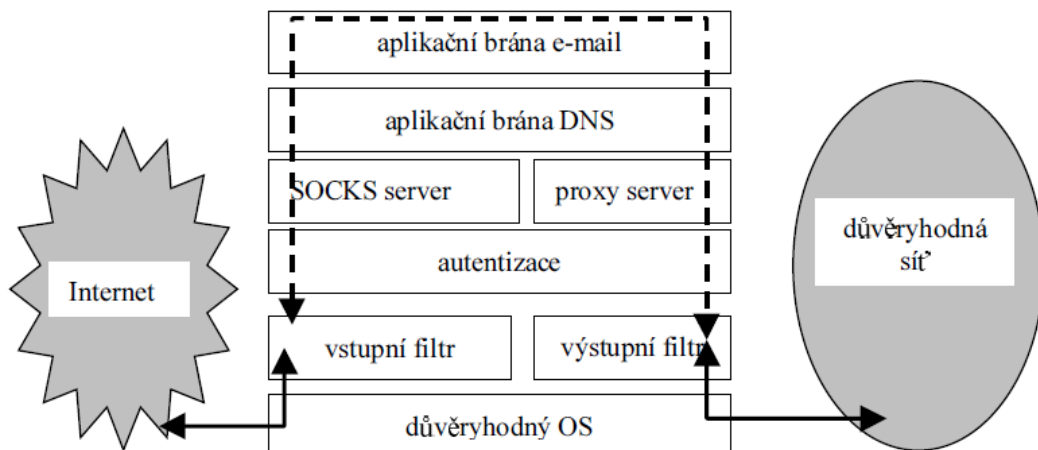 aplikační brána e-mail
aplikační brána DNS
SOCKS server
proxy server
autentizace
Internet
důvěryhodná
síť
vstupní filtr
výstupní filtr
důvěryhodný OS